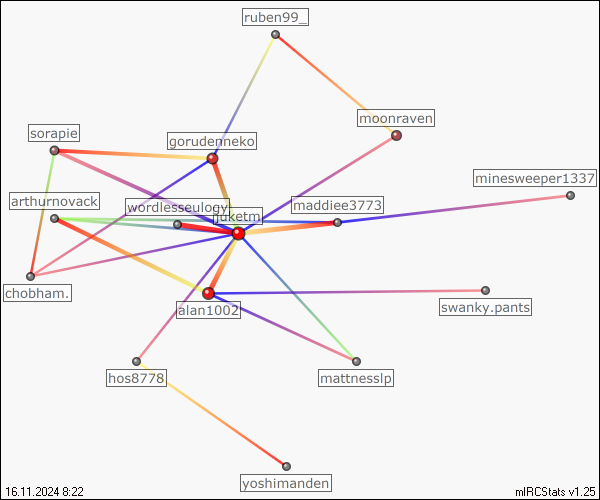 ruben99_
moonraven
sorapie
gorudenneko
minesweeper1337
arthurnovack
wordlesseulogy
juketm
maddiee3773
chobham.
alan1002
swanky.pants
hos8778
mattnesslp
yoshimanden
16.11.2024 8:22
mIRCStats v1.25